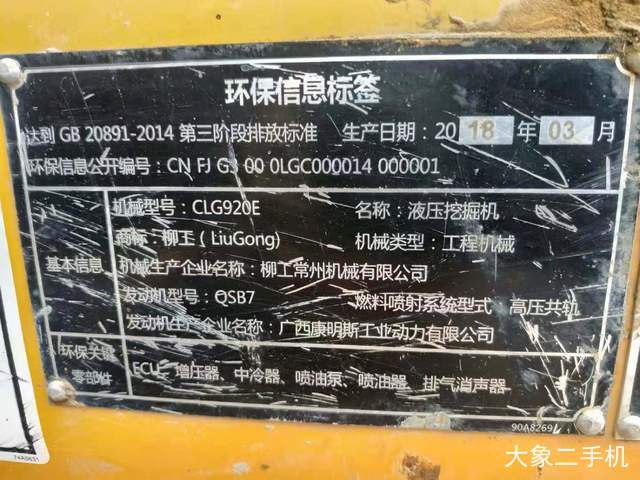 环保信息标签
达到 GB 20891-2014 第三阶段排放标准 生产日期：2018 年 03 月
环保信息公开编号：CN FJ G3 00 0LGC000014 000001
基本信息
机械型号：CLG920E 名称：液压挖掘机
商标：柳工（LiuGong） 机械类型：工程机械
机械生产企业名称：柳工常州机械有限公司
发动机型号：QSB7 燃料喷射系统型式 高压共轨
发动机生产企业名称：广西康明斯工业动力有限公司
环保关键零部件
ECU、增压器、中冷器、喷油泵、喷油器、排气消声器
90A8269
74A0631
大象二手机